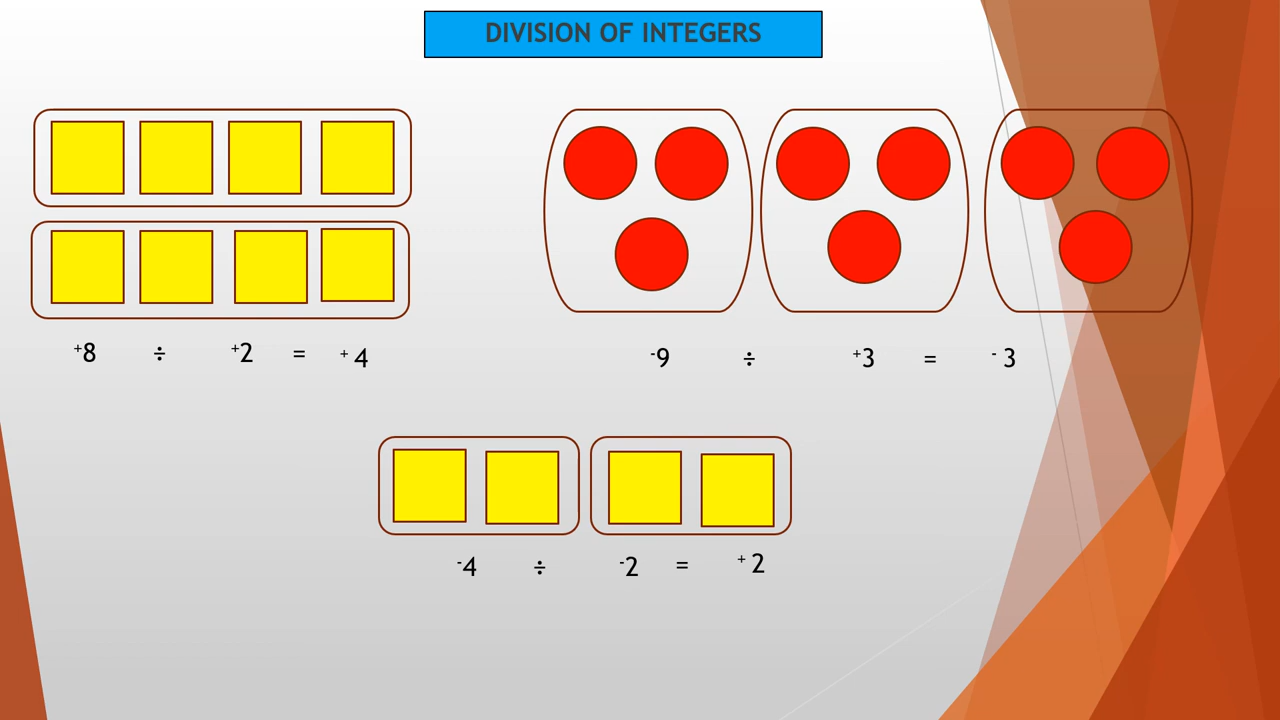 DIVISION OF INTEGERS
+8 ÷ +2 = + 4
-9 ÷ +3 = - 3
-4 ÷ -2 = + 2